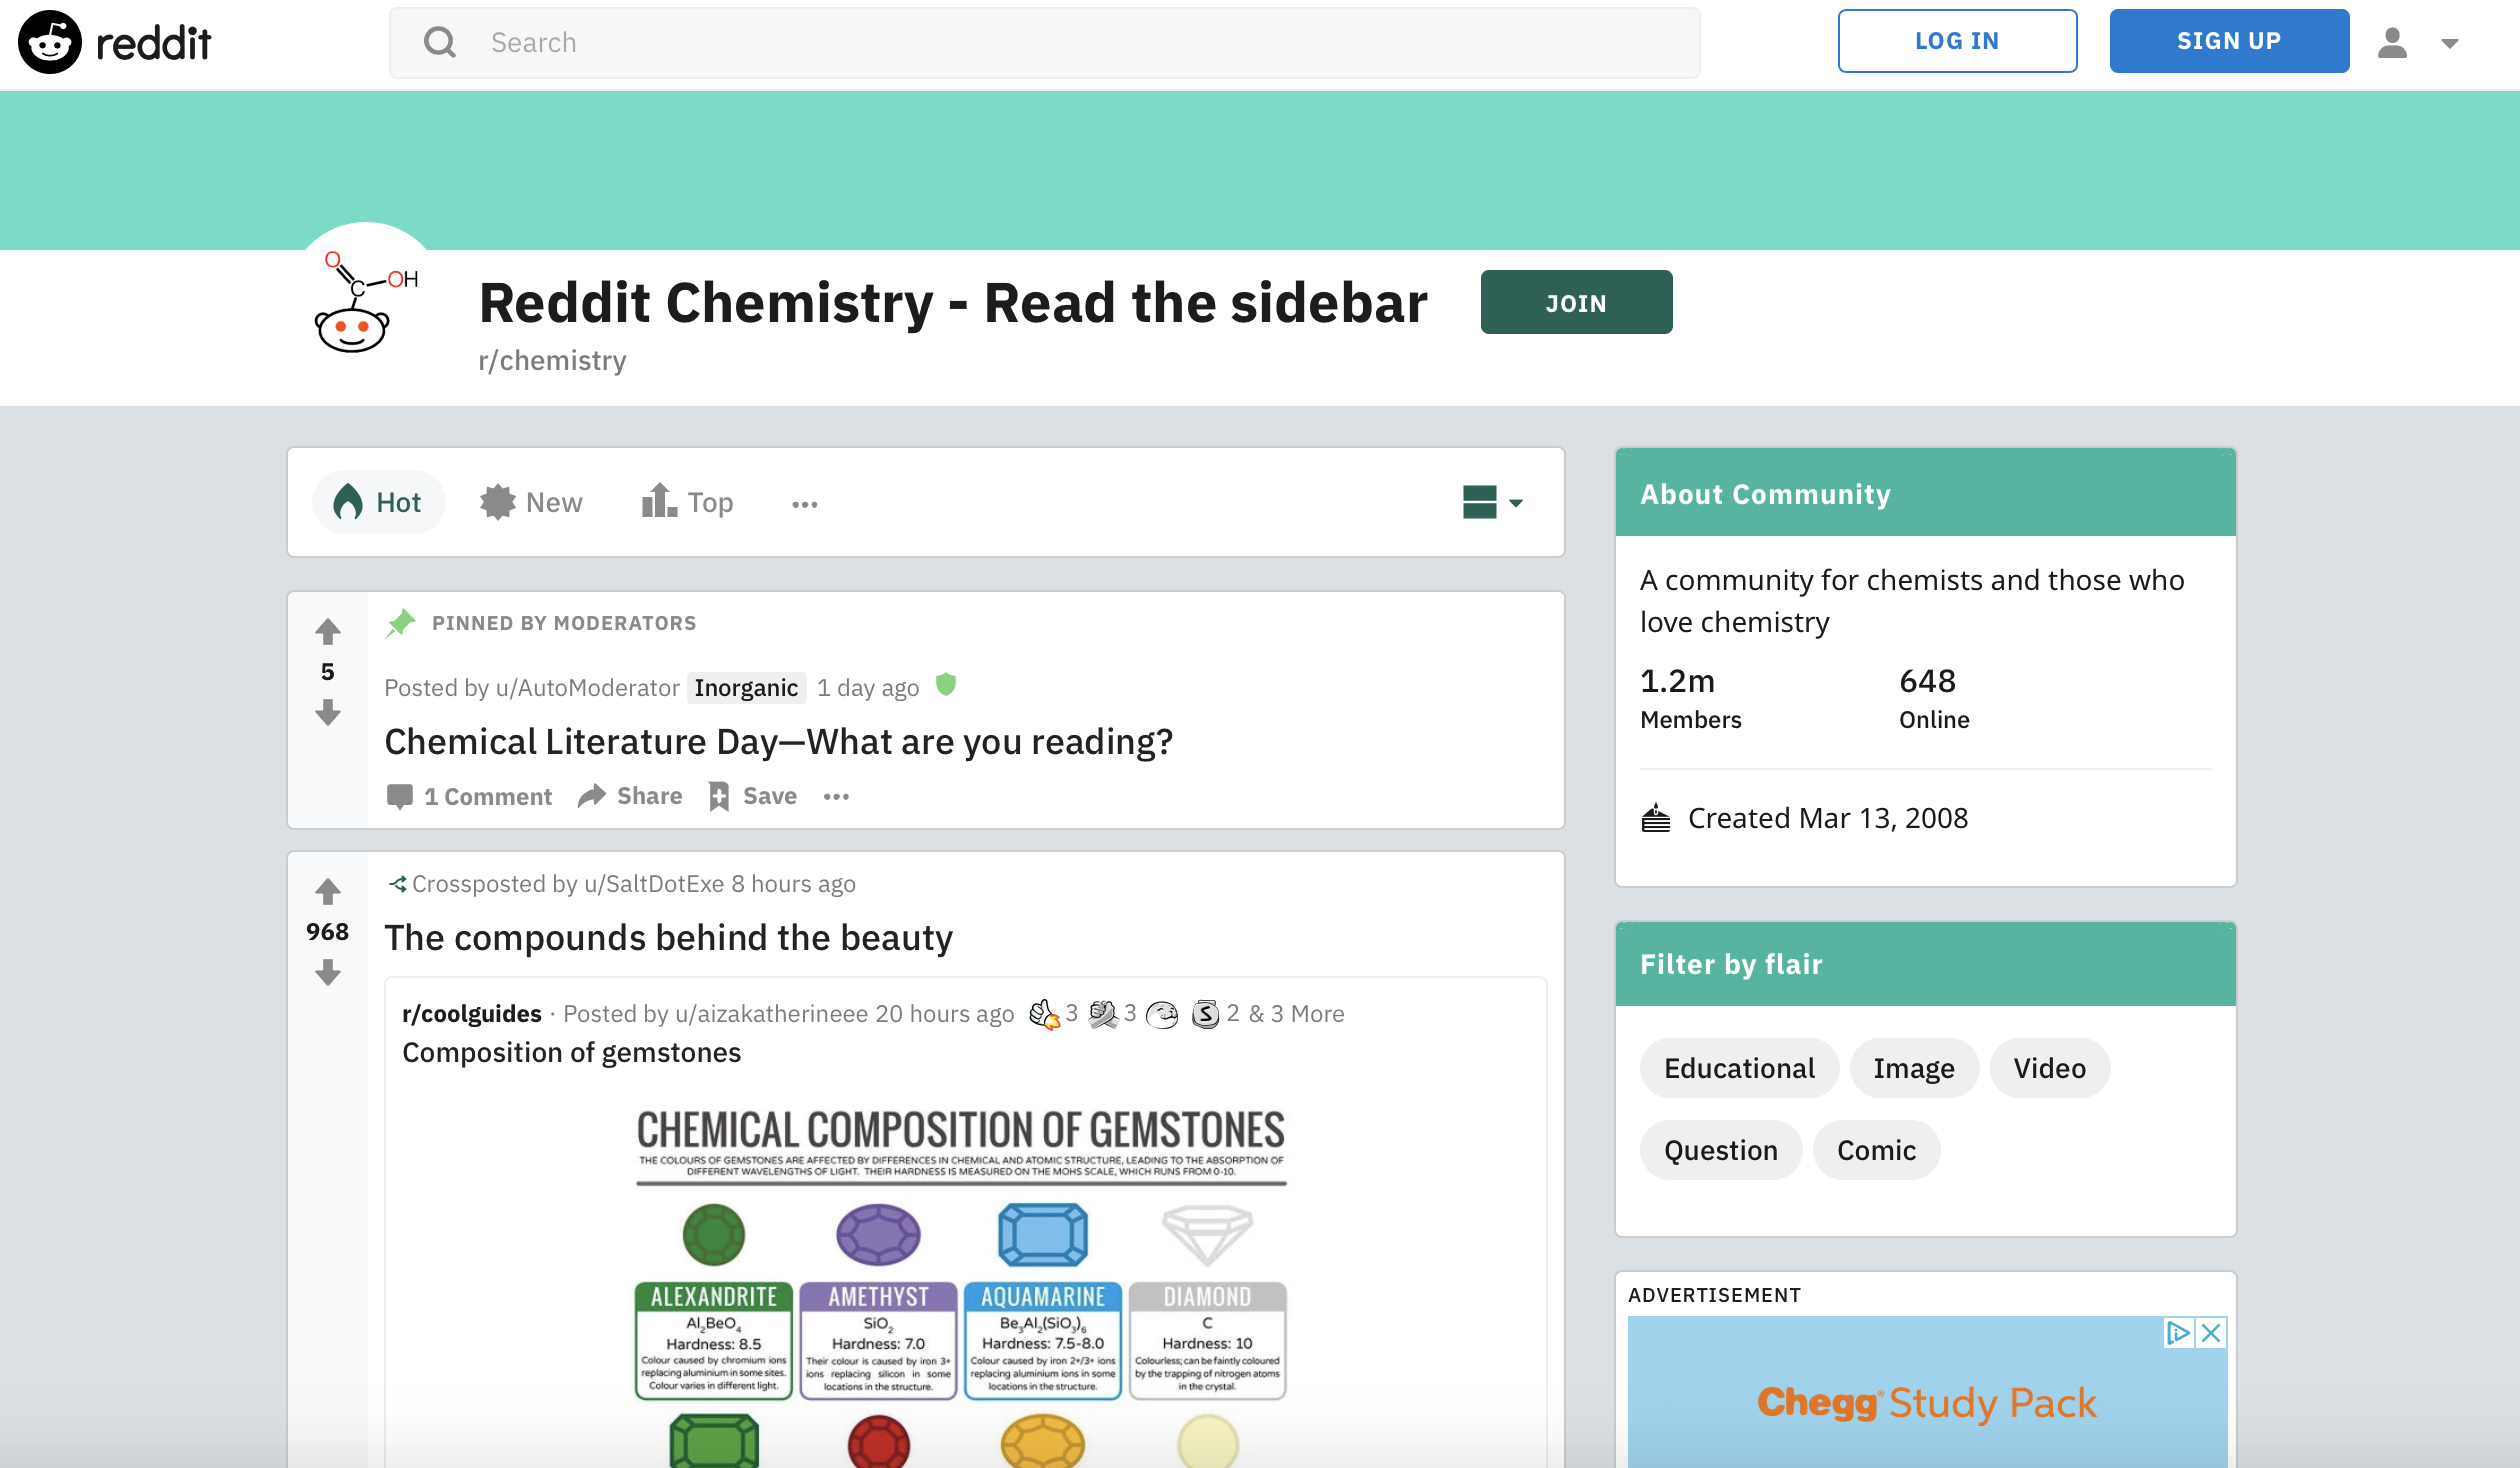 reddit
Search
LOG IN
SIGN UP
O
OH
C
Reddit Chemistry - Read the sidebar
JOIN
r/chemistry
Hot
New
Top
PINNED BY MODERATORS
5
Posted by u/AutoModerator Inorganic 1 day ago
Chemical Literature Day—What are you reading?
1 Comment
Share
Save
Crossposted by u/SaltDotExe 8 hours ago
968
The compounds behind the beauty
r/coolguides · Posted by u/aizakatherineee 20 hours ago 3 3 S 2 & 3 More
Composition of gemstones
CHEMICAL COMPOSITION OF GEMSTONES
THE COLOURS OF GEMSTONES ARE AFFECTED BY DIFFERENCES IN CHEMICAL AND ATOMIC STRUCTURE, LEADING TO THE ABSORPTION OF
DIFFERENT WAVELENGTHS OF LIGHT. THEIR HARDNESS IS MEASURED ON THE MOHS SCALE, WHICH RUNS FROM 0-10.
ALEXANDRITE
Al₂BeO₄
Hardness: 8.5
Colour caused by chromium ions
replacing aluminium in some sites.
Colour varies in different light.
AMETHYST
SiO₂
Hardness: 7.0
Their colour is caused by iron 3+
ions replacing silicon in some
locations in the structure.
AQUAMARINE
Be₃Al₂(SiO₃)₆
Hardness: 7.5-8.0
Colour caused by iron 2+/3+ ions
replacing aluminium ions in some
locations in the structure.
DIAMOND
C
Hardness: 10
Colourless; can be faintly coloured
by the trapping of nitrogen atoms
in the crystal.
About Community
A community for chemists and those who
love chemistry
1.2m
Members
648
Online
Created Mar 13, 2008
Filter by flair
Educational
Image
Video
Question
Comic
ADVERTISEMENT
Chegg® Study Pack